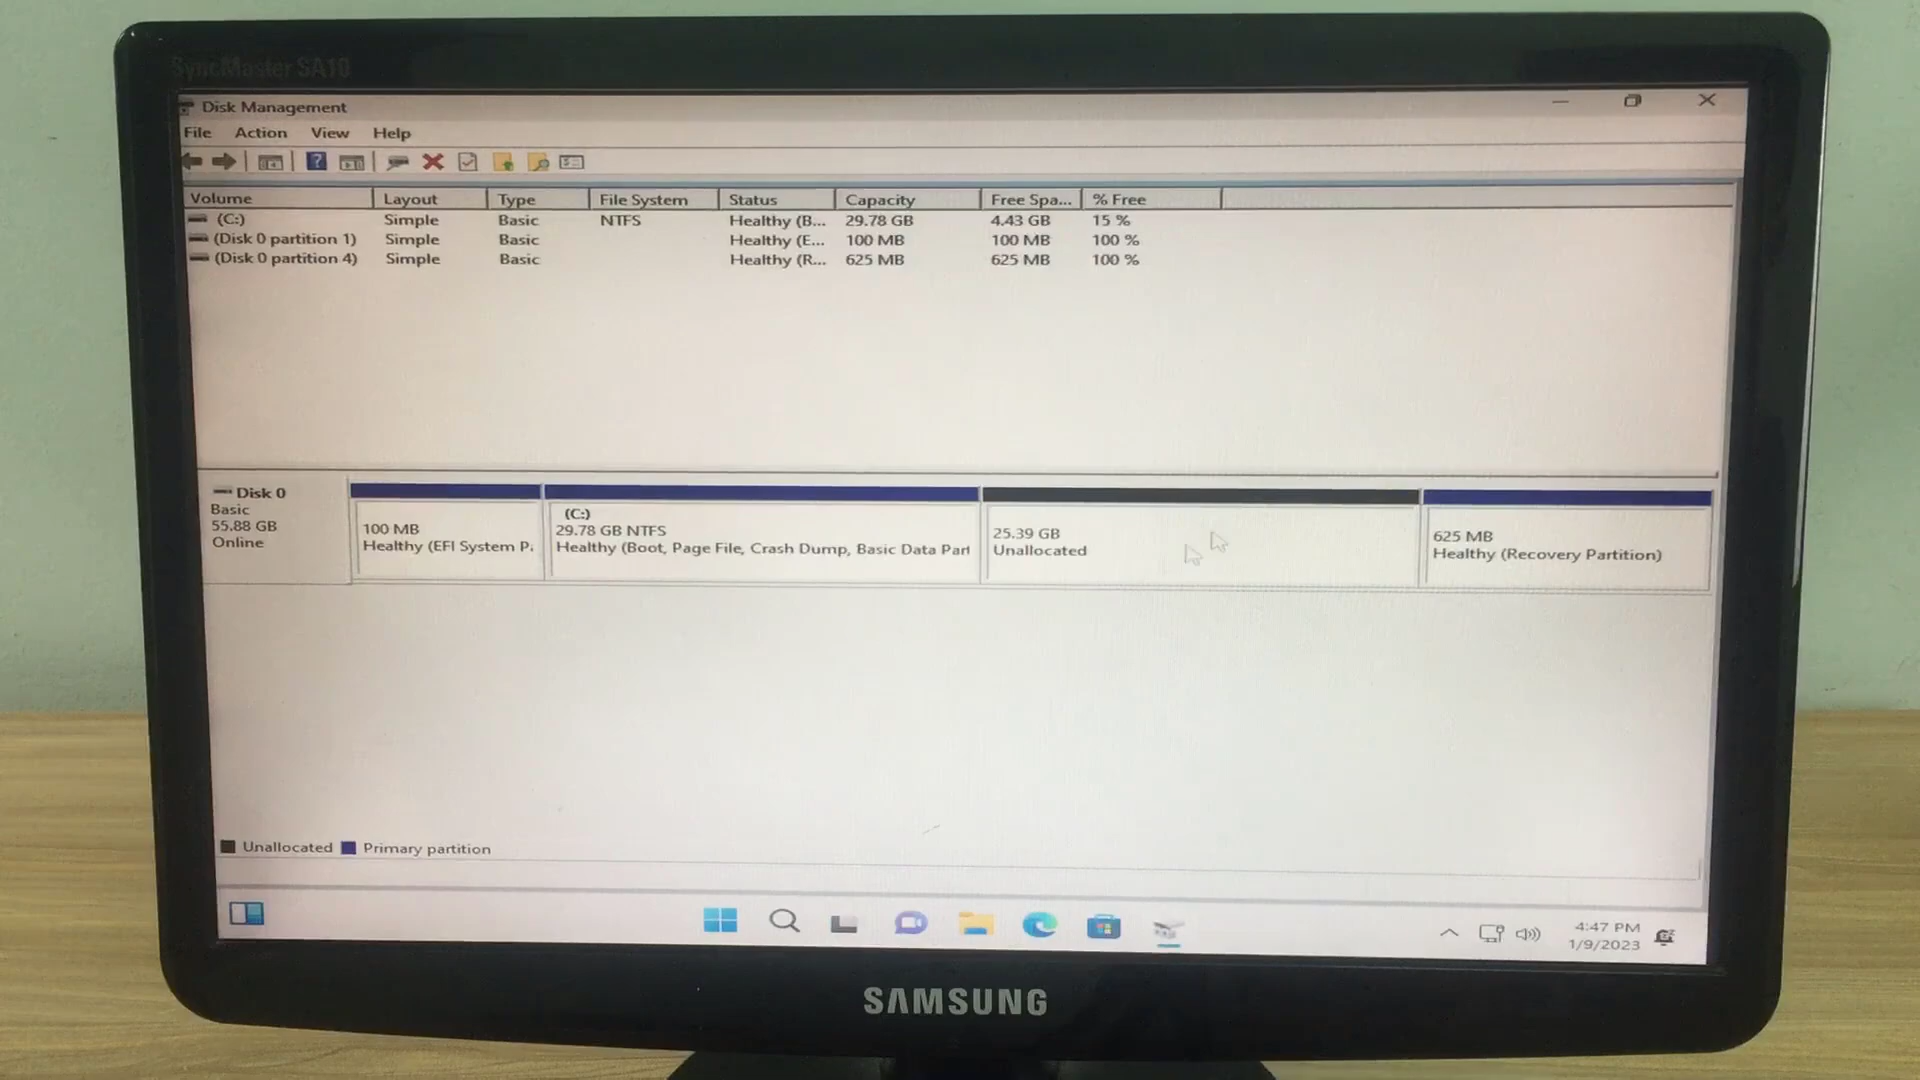 SyncMaster SA10
Disk Management
File Action View Help
Volume Layout Type File System Status Capacity Free Spa... % Free
(C:) Simple Basic NTFS Healthy (B... 29.78 GB 4.43 GB 15 %
(Disk 0 partition 1) Simple Basic Healthy (E... 100 MB 100 MB 100 %
(Disk 0 partition 4) Simple Basic Healthy (R... 625 MB 625 MB 100 %
Disk 0
Basic
55.88 GB
Online
100 MB
Healthy (EFI System P
(C:)
29.78 GB NTFS
Healthy (Boot, Page File, Crash Dump, Basic Data Part
25.39 GB
Unallocated
625 MB
Healthy (Recovery Partition)
Unallocated Primary partition
4:47 PM
1/9/2023
SAMSUNG